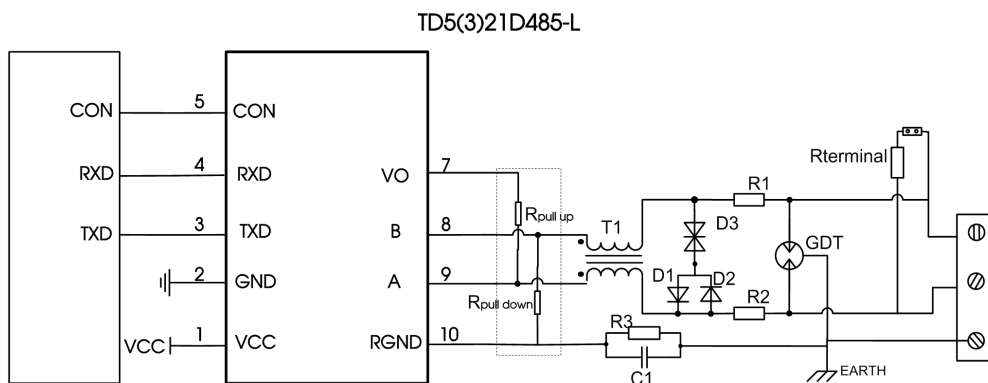 TD5(3)21D485-L
CON 5 CON
RXD 4 RXD
TXD 3 TXD
2 GND
VCC 1 VCC
VO 7
B 8
A 9
RGND 10
Rpull up
Rpull down
T1
D3
D1 D2
R1
R2
GDT
Rterminal
R3
C1
EARTH